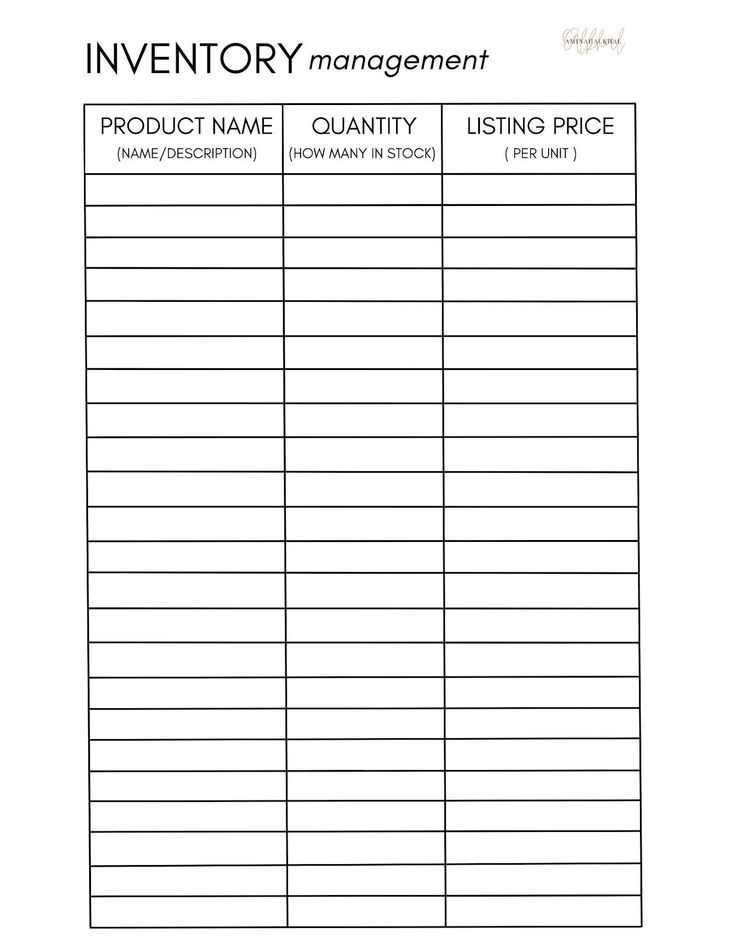 INVENTORY management
AMINAHALKHAL
PRODUCT NAME QUANTITY LISTING PRICE
(NAME/DESCRIPTION) (HOW MANY IN STOCK) ( PER UNIT )